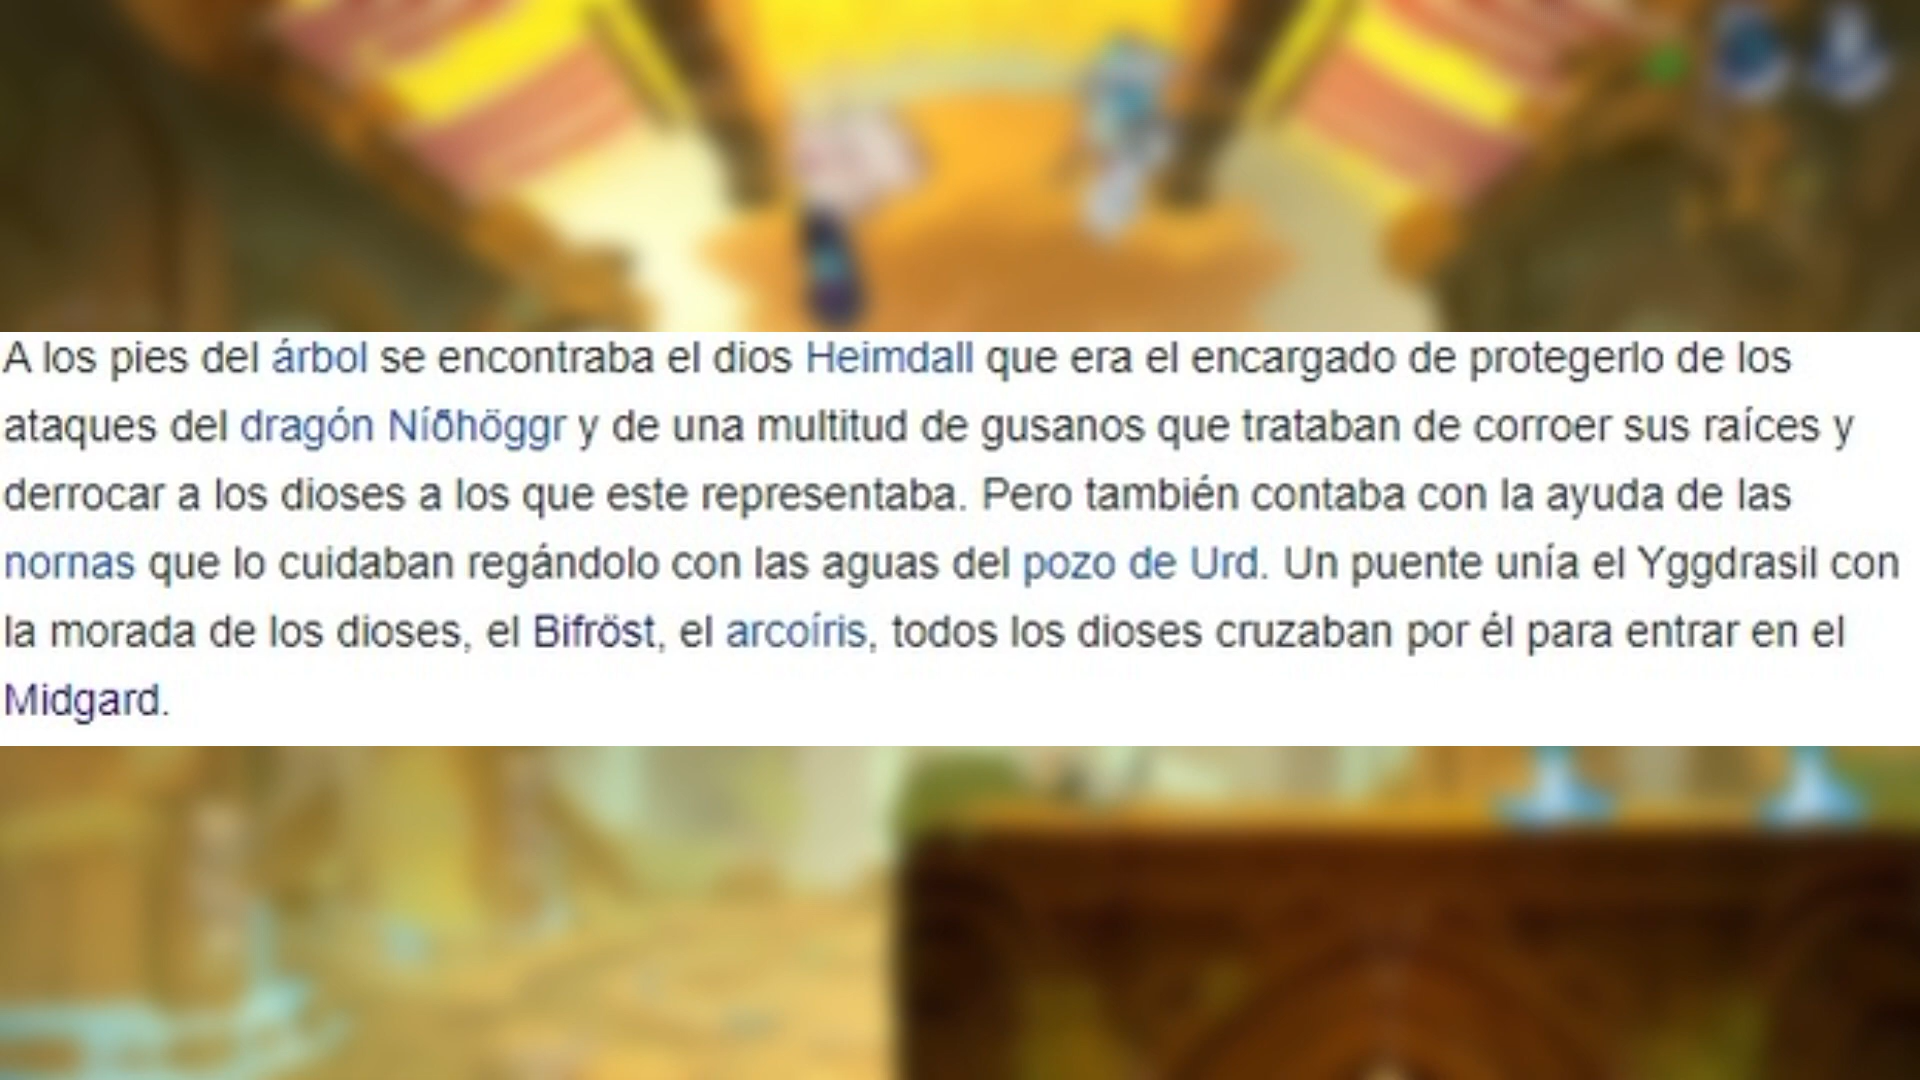 A los pies del árbol se encontraba el dios Heimdall que era el encargado de protegerlo de los
ataques del dragón Níðhöggr y de una multitud de gusanos que trataban de corroer sus raíces y
derrocar a los dioses a los que este representaba. Pero también contaba con la ayuda de las
nornas que lo cuidaban regándolo con las aguas del pozo de Urd. Un puente unía el Yggdrasil con
la morada de los dioses, el Bifröst, el arcoíris, todos los dioses cruzaban por él para entrar en el
Midgard.